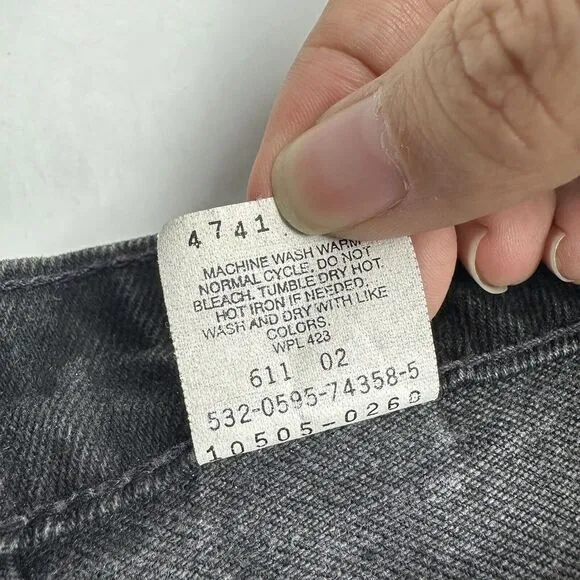 4741
MACHINE WASH WARM,
NORMAL CYCLE. DO NOT
BLEACH. TUMBLE DRY HOT.
HOT IRON IF NEEDED.
WASH AND DRY WITH LIKE
COLORS.
WPL 423
611 02
532-0595-74358-5
10505-0260